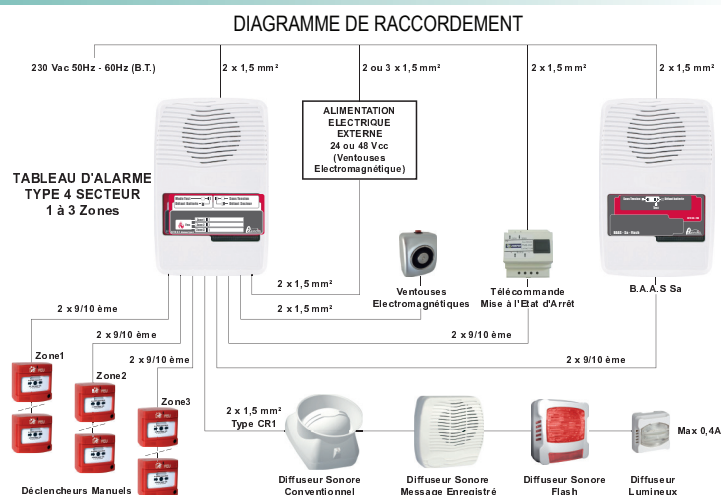 DIAGRAMME DE RACCORDEMENT
230 Vac 50Hz - 60Hz (B.T.)
2 x 1,5 mm²
2 ou 3 x 1,5 mm²
2 x 1,5 mm²
2 x 1,5 mm²
ALIMENTATION
ELECTRIQUE
EXTERNE
24 ou 48 Vcc
(Ventouses
Electromagnétique)
TABLEAU D'ALARME
TYPE 4 SECTEUR
1 à 3 Zones
2 x 1,5 mm²
2 x 1,5 mm²
Ventouses
Electromagnétiques
Télécommande
Mise à l'Etat d'Arrêt
B.A.A.S Sa
2 x 9/10 ème
2 x 9/10 ème
2 x 9/10 ème
2 x 9/10 ème
2 x 9/10 ème
Zone1
Zone2
Zone3
2 x 1,5 mm²
Type CR1
Max 0,4A
Déclencheurs Manuels
Diffuseur Sonore
Conventionnel
Diffuseur Sonore
Message Enregistré
Diffuseur Sonore
Flash
Diffuseur
Lumineux